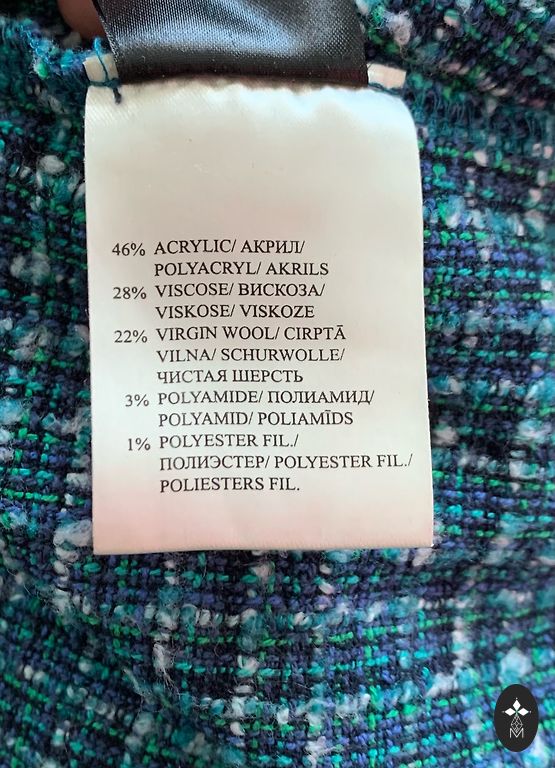 46% ACRYLIC/ АКРИЛ/
POLYACRYL/ AKRILS
28% VISCOSE/ ВИСКОЗА/
VISKOSE/ VISKOZE
22% VIRGIN WOOL/ CIRPTĀ
VILNA/ SCHURWOLLE/
ЧИСТАЯ ШЕРСТЬ
3% POLYAMIDE/ ПОЛИАМИД/
POLYAMID/ POLIAMĪDS
1% POLYESTER FIL./
ПОЛИЭСТЕР/ POLYESTER FIL./
POLIESTERS FIL.